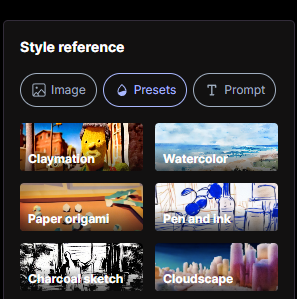 Style reference
Image
Presets
Prompt
Claymation
Watercolor
Paper origami
Pen and ink
Charcoal sketch
Cloudscape